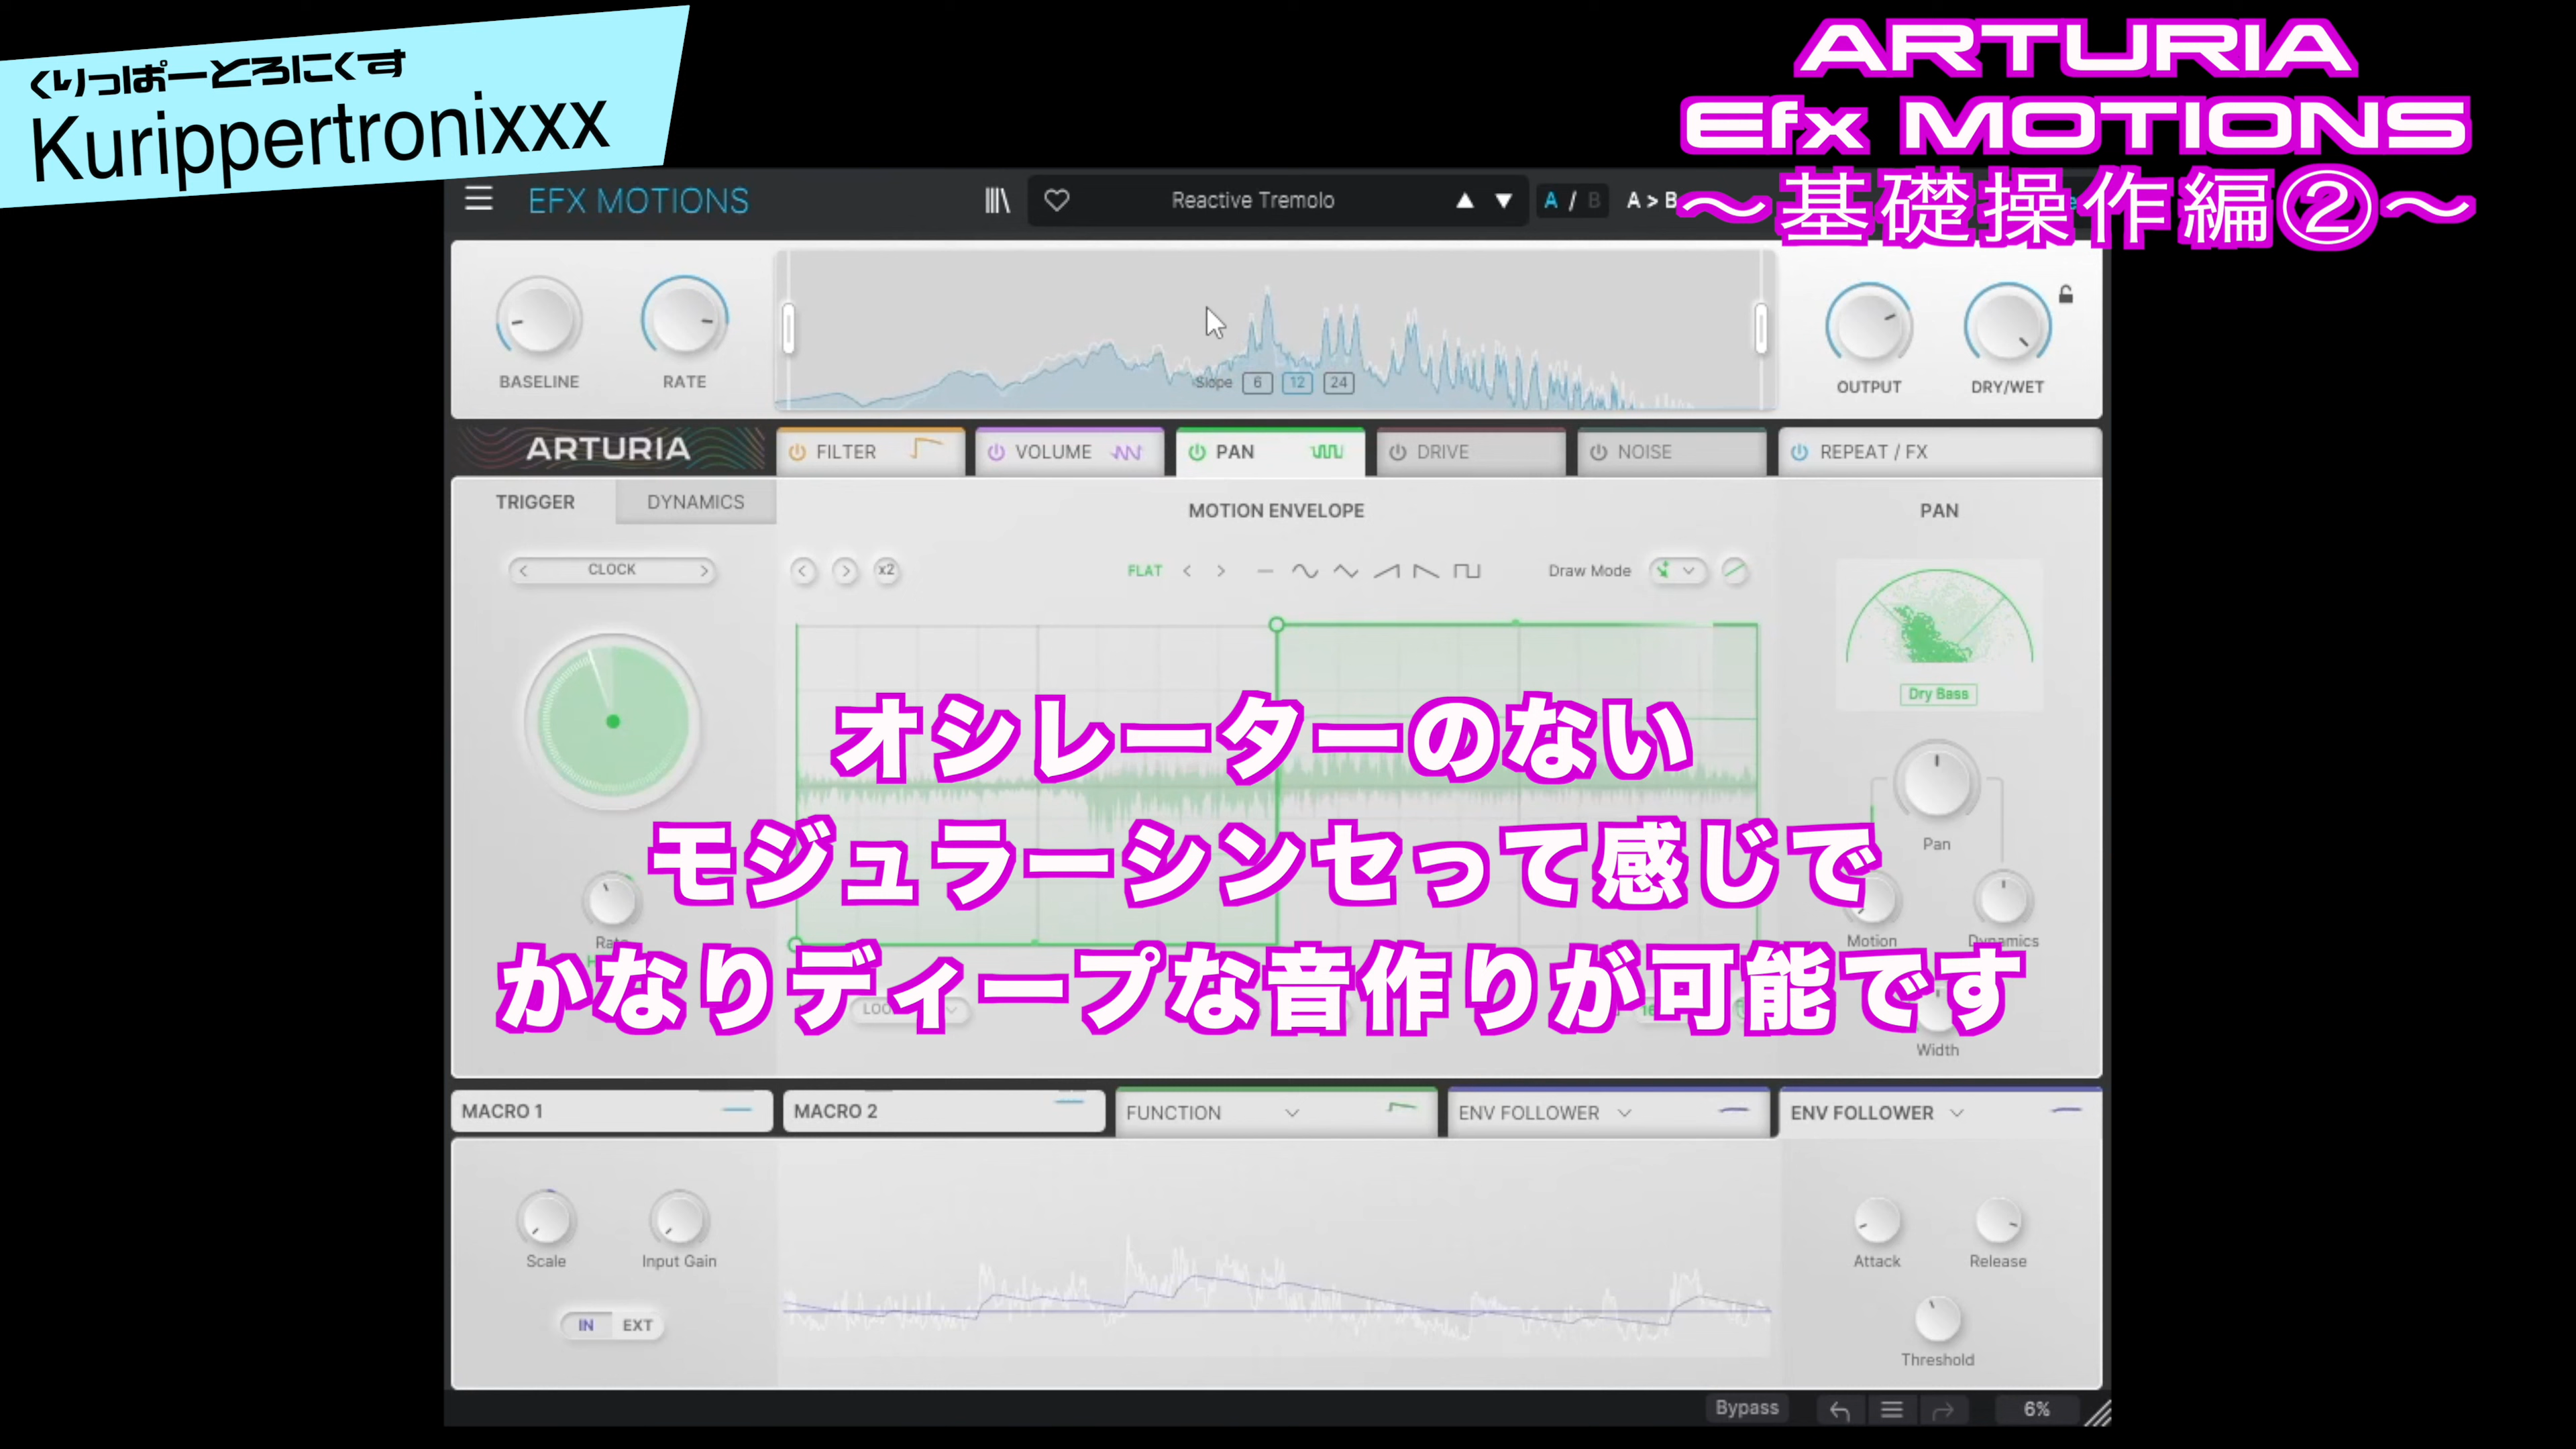 くりっぱーとろにくす
Kurippertronixxx
ARTURIA
Efx MOTIONS
〜基礎操作編②〜
EFX MOTIONS
Reactive Tremolo
A / B
A > B
BASELINE
RATE
Slope 6 12 24
OUTPUT
DRY/WET
ARTURIA
FILTER
VOLUME
PAN
DRIVE
NOISE
REPEAT / FX
TRIGGER
DYNAMICS
MOTION ENVELOPE
PAN
CLOCK
x2
FLAT
Draw Mode
Dry Bass
オシレーターのない
モジュラーシンセって感じで
かなりディープな音作りが可能です
Pan
Rate
Motion
Dynamics
Width
MACRO 1
MACRO 2
FUNCTION
ENV FOLLOWER
ENV FOLLOWER
Scale
Input Gain
Attack
Release
IN
EXT
Threshold
Bypass
6%